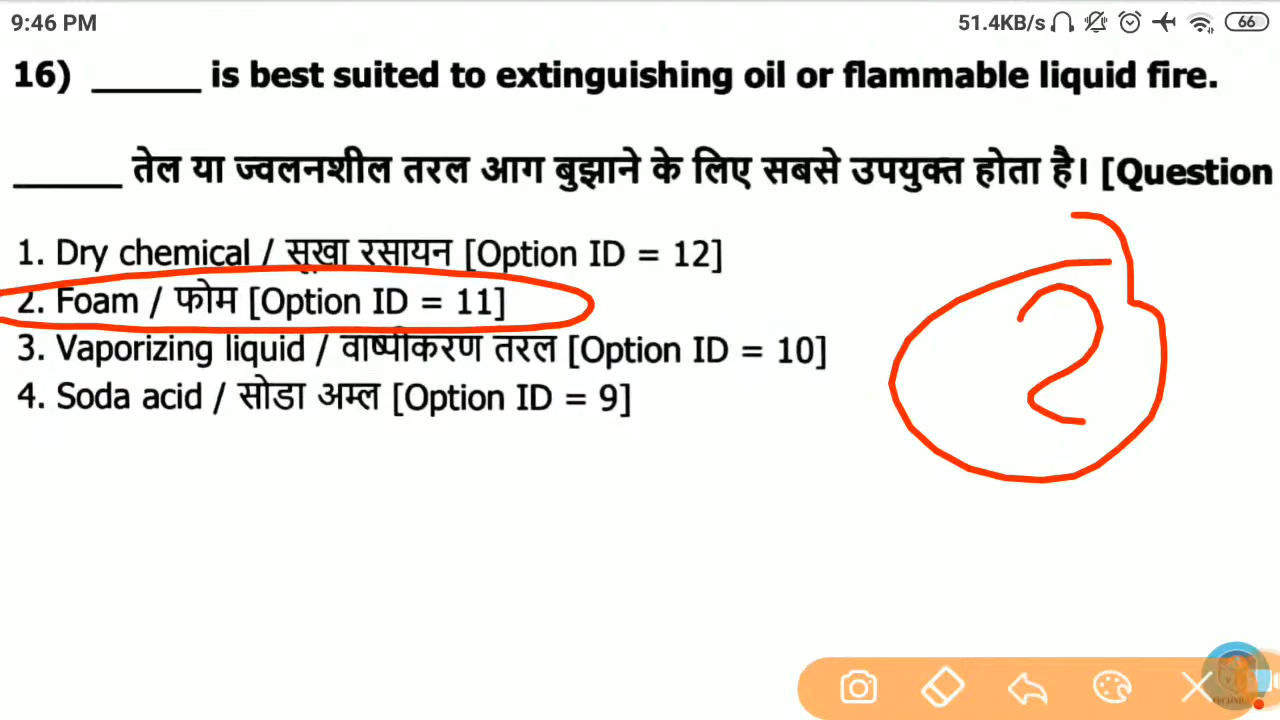 9:46 PM 51.4KB/s 66
16) _____ is best suited to extinguishing oil or flammable liquid fire.
_____ तेल या ज्वलनशील तरल आग बुझाने के लिए सबसे उपयुक्त होता है। [Question
1. Dry chemical / सूखा रसायन [Option ID = 12]
2. Foam / फोम [Option ID = 11]
3. Vaporizing liquid / वाष्पीकरण तरल [Option ID = 10]
4. Soda acid / सोडा अम्ल [Option ID = 9]
2